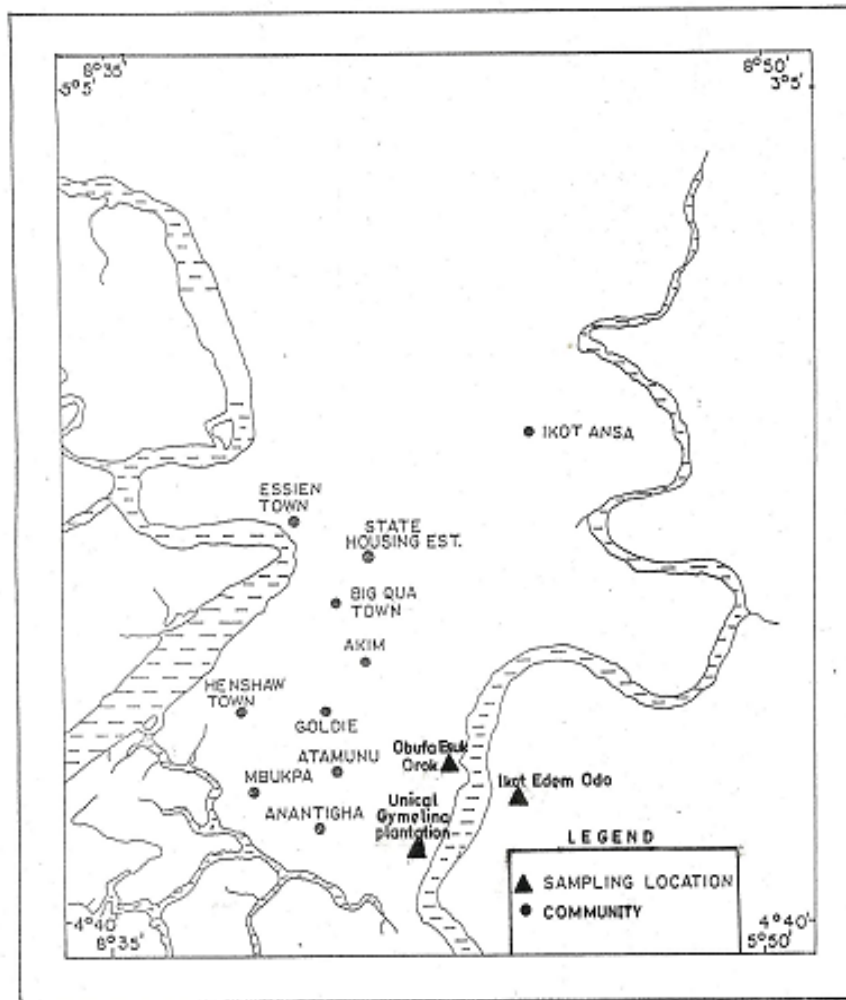 8°35'
8°50'
5°5'
3°5'
IKOT ANSA
ESSIEN
TOWN
STATE
HOUSING EST.
BIG QUA
TOWN
AKIM
HENSHAW
TOWN
GOLDIE
Obufa Esuk
Orok
ATAMUNU
MBUKPA
Ikot Edem Odo
Unical
Gymelina
plantation
ANANTIGHA
LEGEND
SAMPLING LOCATION
COMMUNITY
4°40'
8°35'
4°40'
5°50'